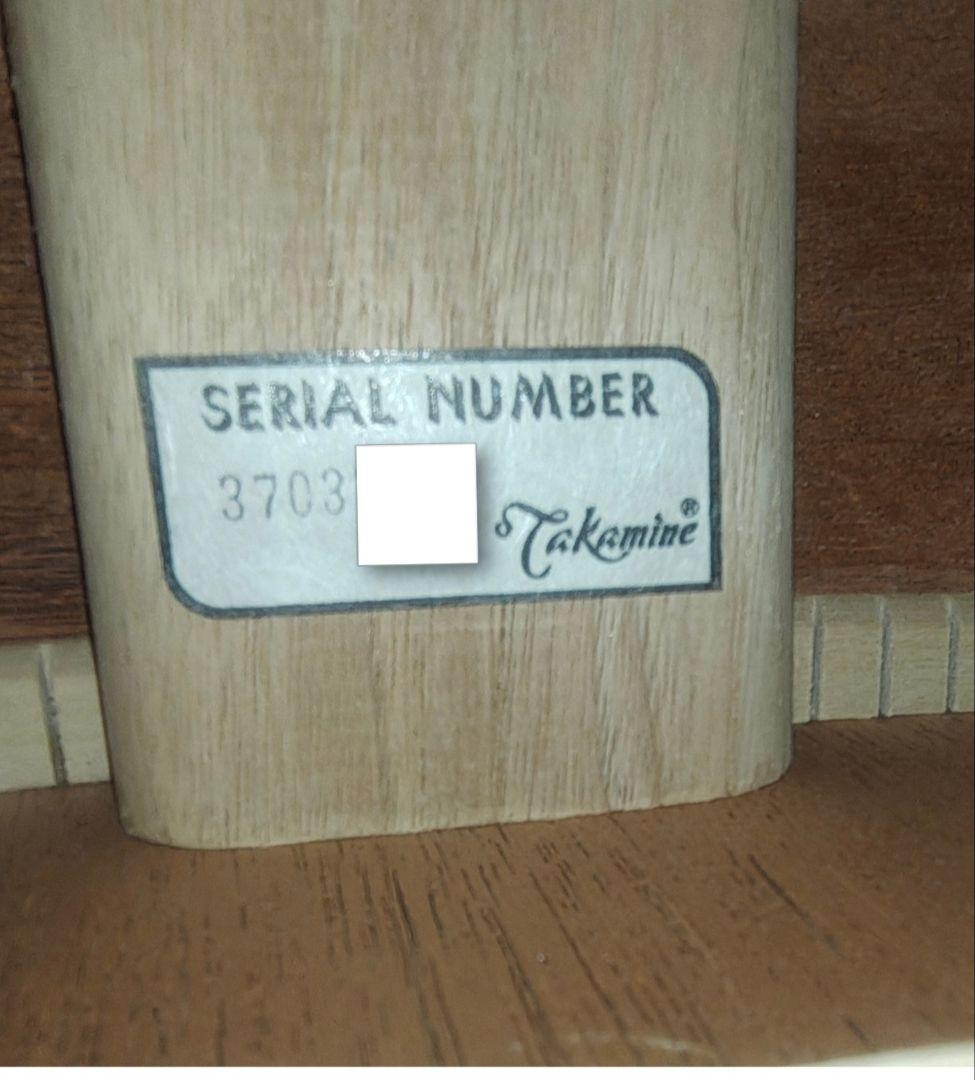 SERIAL NUMBER
3703
Takamine®